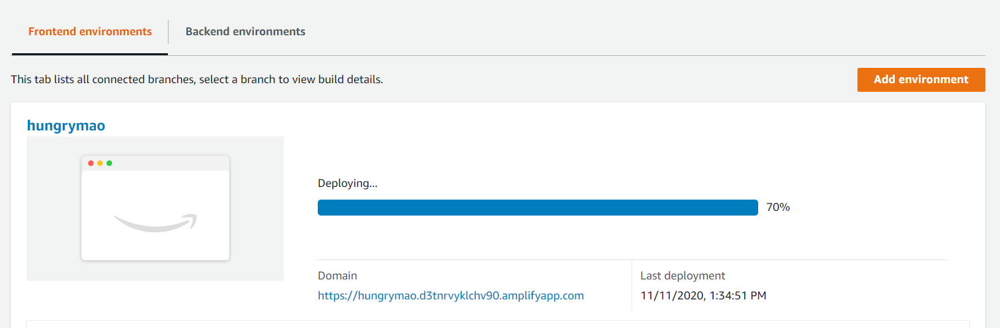 Frontend environments
Backend environments
This tab lists all connected branches, select a branch to view build details.
Add environment
hungrymao
Deploying...
70%
Domain
https://hungrymao.d3tnrvyklchv90.amplifyapp.com
Last deployment
11/11/2020, 1:34:51 PM